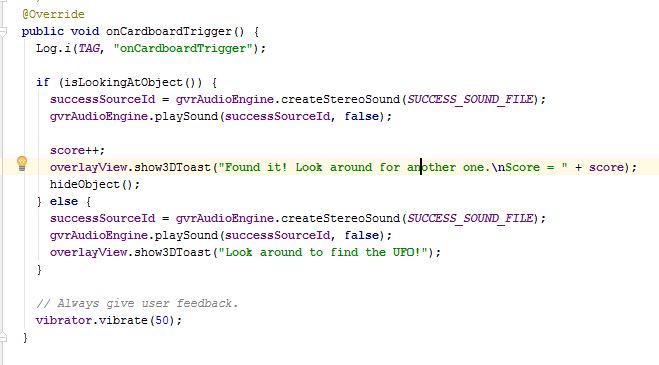 @Override
public void onCardboardTrigger() {
  Log.i(TAG, "onCardboardTrigger");

  if (isLookingAtObject()) {
    successSourceId = gvrAudioEngine.createStereoSound(SUCCESS_SOUND_FILE);
    gvrAudioEngine.playSound(successSourceId, false);

    score++;
    overlayView.show3DToast("Found it! Look around for another one.\nScore = " + score);
    hideObject();
  } else {
    successSourceId = gvrAudioEngine.createStereoSound(SUCCESS_SOUND_FILE);
    gvrAudioEngine.playSound(successSourceId, false);
    overlayView.show3DToast("Look around to find the UFO!");
  }

  // Always give user feedback.
  vibrator.vibrate(50);
}